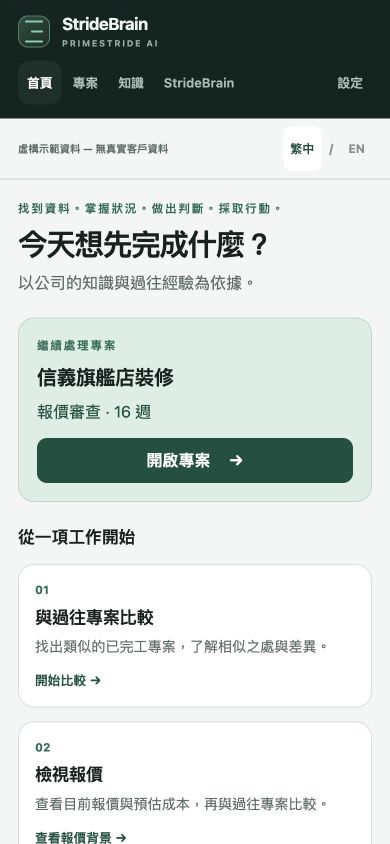 StrideBrain
PRIMESTRIDE AI
首頁 專案 知識 StrideBrain 設定
虛構示範資料 — 無真實客戶資料 繁中 / EN
找到資料。掌握狀況。做出判斷。採取行動。
今天想先完成什麼？
以公司的知識與過往經驗為依據。
繼續處理專案
信義旗艦店裝修
報價審查 · 16 週
開啟專案 →
從一項工作開始
01
與過往專案比較
找出類似的已完工專案，了解相似之處與差異。
開始比較 →
02
檢視報價
查看目前報價與預估成本，再與過往專案比較。
查看報價背景 →